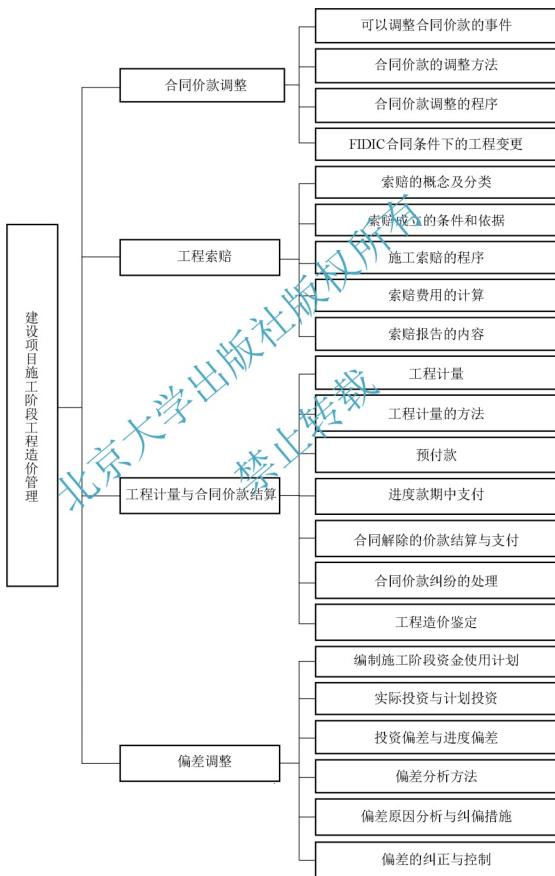 建设项目施工阶段工程造价管理
合同价款调整
可以调整合同价款的事件
合同价款的调整方法
合同价款调整的程序
FIDIC合同条件下的工程变更
工程索赔
索赔的概念及分类
索赔成立的条件和依据
施工索赔的程序
索赔费用的计算
索赔报告的内容
工程计量与合同价款结算
工程计量
工程计量的方法
预付款
进度款期中支付
合同解除的价款结算与支付
合同价款纠纷的处理
工程造价鉴定
偏差调整
编制施工阶段资金使用计划
实际投资与计划投资
投资偏差与进度偏差
偏差分析方法
偏差原因分析与纠偏措施
偏差的纠正与控制
北京大学出版社版权所有
禁止转载